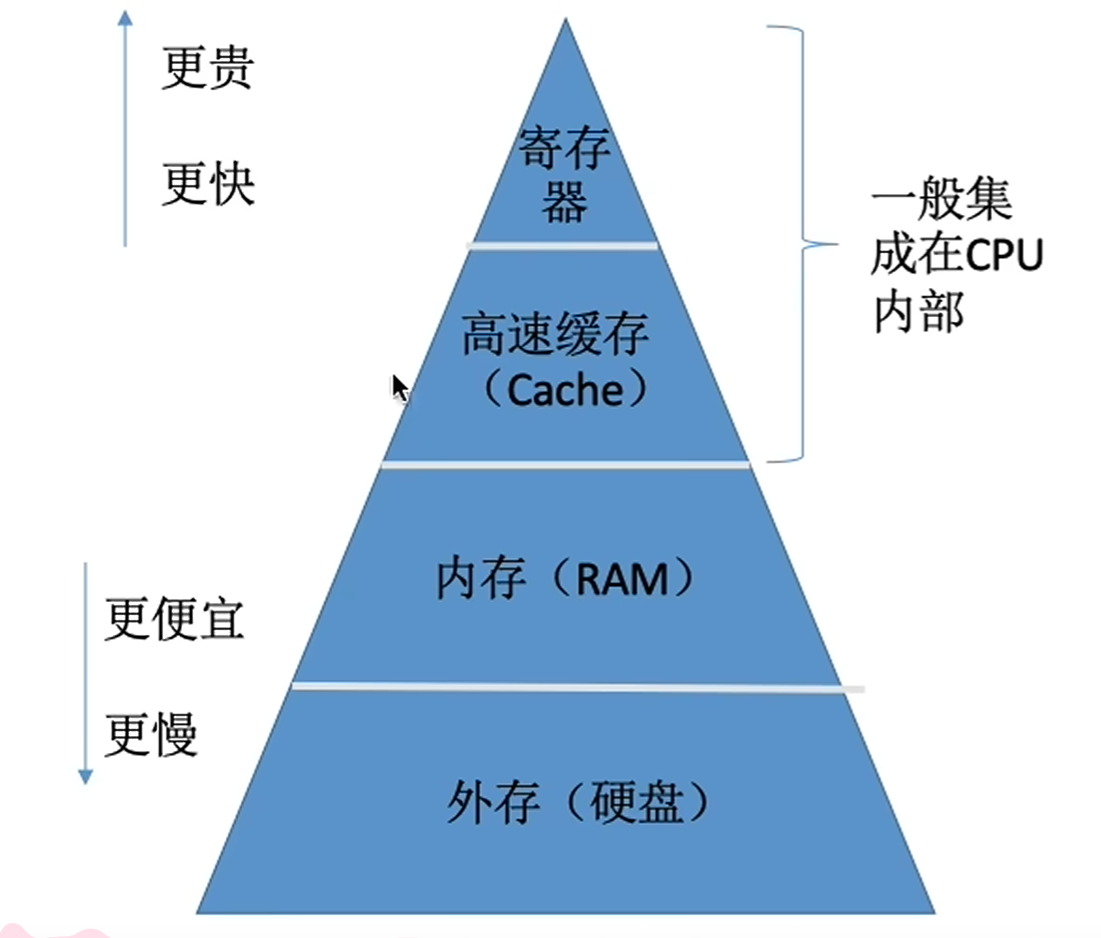 更贵
更快
寄存
器
高速缓存
（Cache）
一般集
成在CPU
内部
内存（RAM）
更便宜
更慢
外存（硬盘）